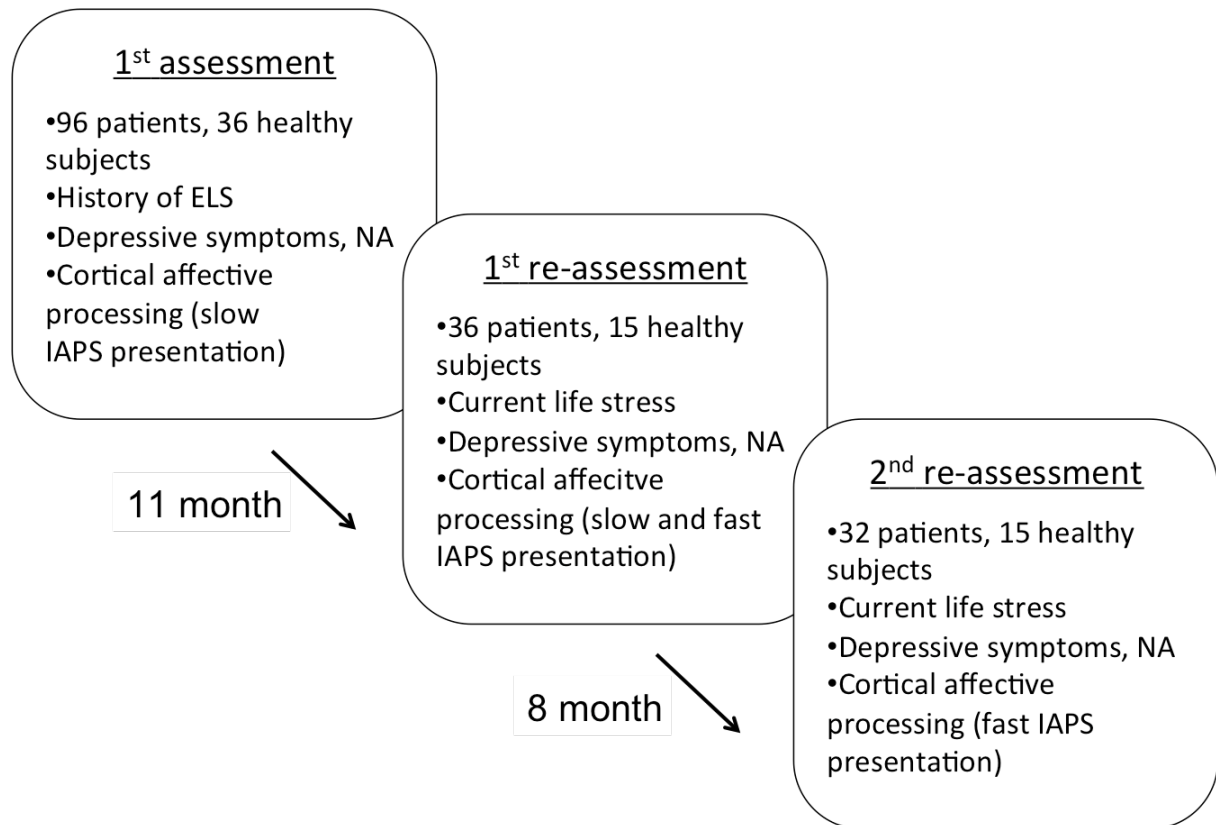 1st assessment
•96 patients, 36 healthy
subjects
•History of ELS
•Depressive symptoms, NA
•Cortical affective
processing (slow
IAPS presentation)
11 month
1st re-assessment
•36 patients, 15 healthy
subjects
•Current life stress
•Depressive symptoms, NA
•Cortical affecitve
processing (slow and fast
IAPS presentation)
8 month
2nd re-assessment
•32 patients, 15 healthy
subjects
•Current life stress
•Depressive symptoms, NA
•Cortical affective
processing (fast IAPS
presentation)